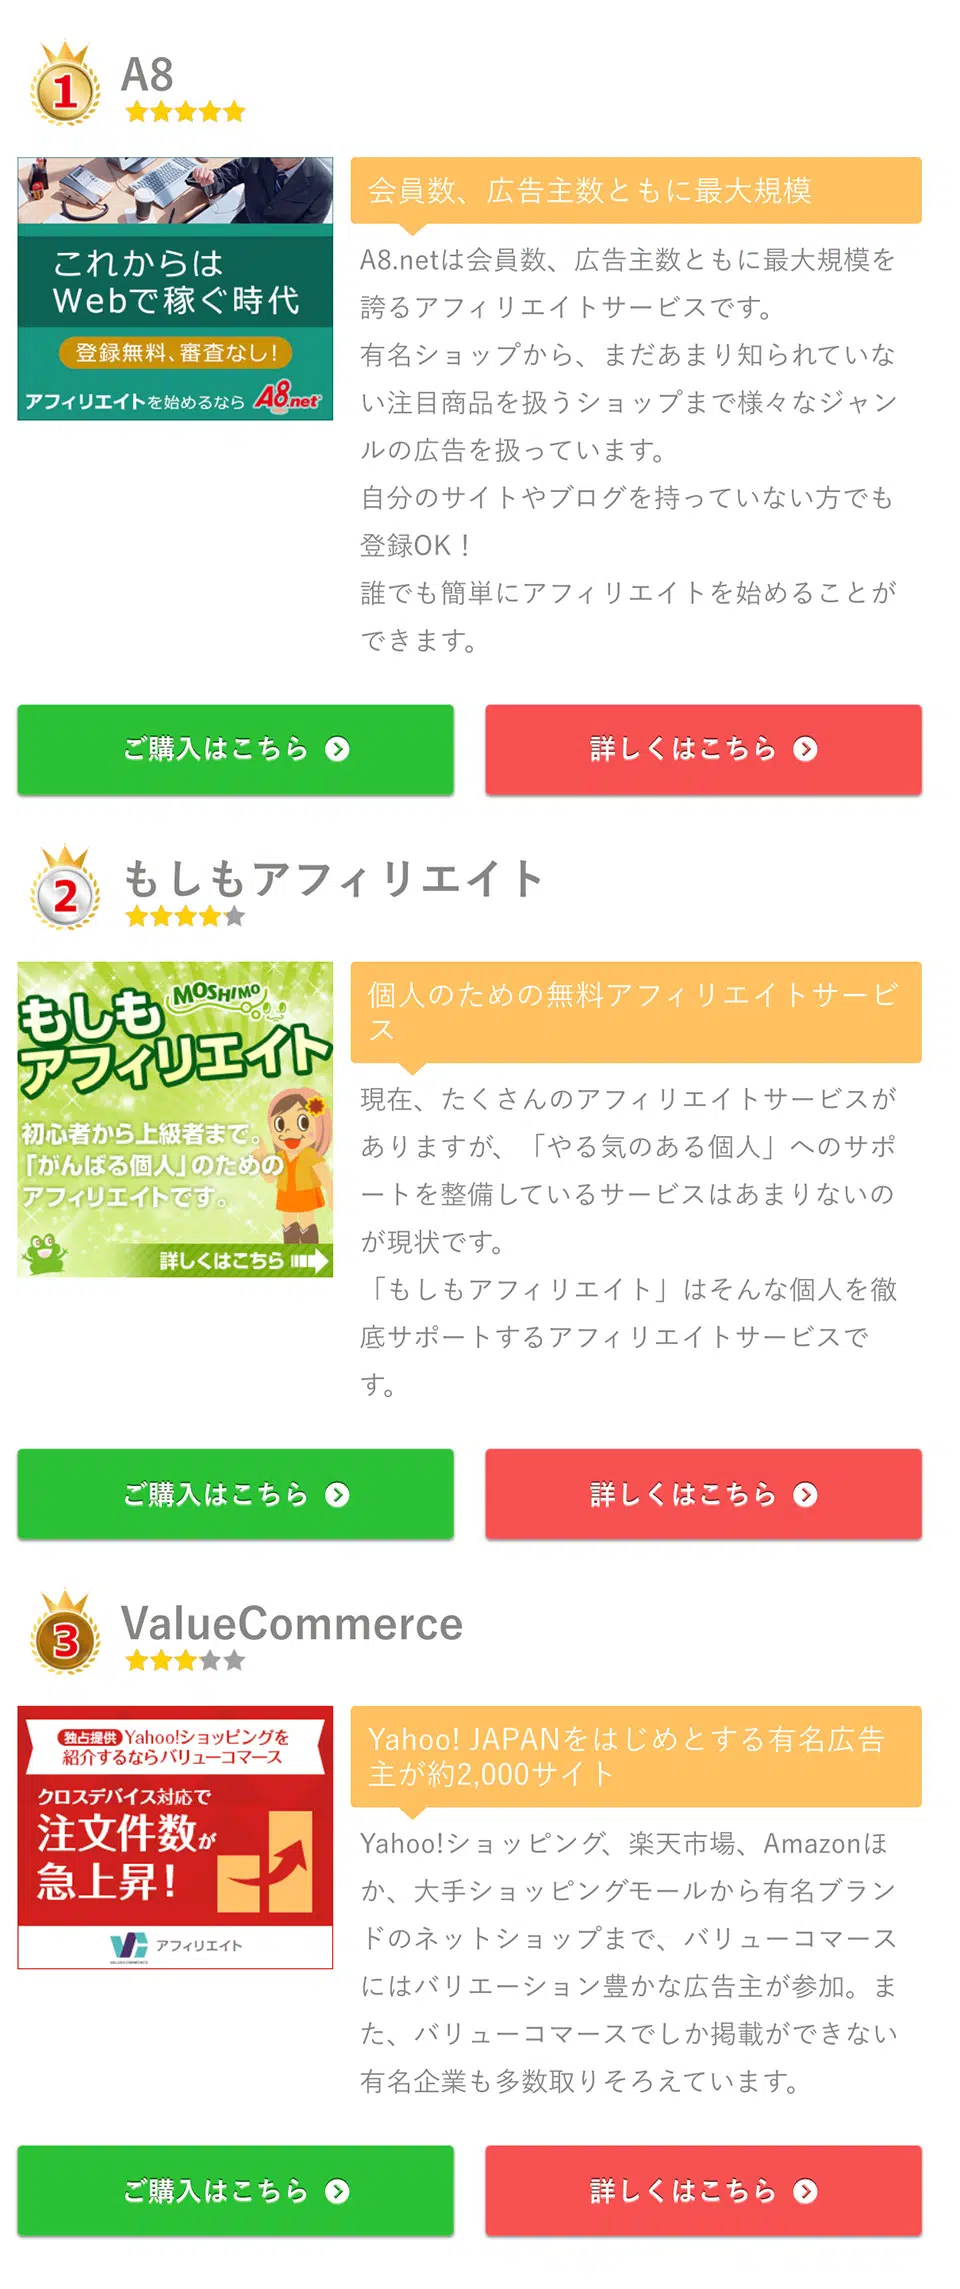 1
A8
会員数、広告主数ともに最大規模
これからは
Webで稼ぐ時代
登録無料、審査なし!
アフィリエイトを始めるなら A8.net
A8.netは会員数、広告主数ともに最大規模を
誇るアフィリエイトサービスです。
有名ショップから、まだあまり知られていな
い注目商品を扱うショップまで様々なジャン
ルの広告を扱っています。
自分のサイトやブログを持っていない方でも
登録OK！
誰でも簡単にアフィリエイトを始めることが
できます。
ご購入はこちら
詳しくはこちら
2
もしもアフィリエイト
MOSHIMO
もしも
アフィリエイト
初心者から上級者まで。
「がんばる個人」のための
アフィリエイトです。
詳しくはこちら
個人のための無料アフィリエイトサービ
ス
現在、たくさんのアフィリエイトサービスが
ありますが、「やる気のある個人」へのサポ
ートを整備しているサービスはあまりないの
が現状です。
「もしもアフィリエイト」はそんな個人を徹
底サポートするアフィリエイトサービスで
す。
ご購入はこちら
詳しくはこちら
3
ValueCommerce
独占提供 Yahoo!ショッピングを
紹介するならバリューコマース
クロスデバイス対応で
注文件数が
急上昇!
VALUECOMMERCE
アフィリエイト
Yahoo! JAPANをはじめとする有名広告
主が約2,000サイト
Yahoo!ショッピング、楽天市場、Amazonほ
か、大手ショッピングモールから有名ブラン
ドのネットショップまで、バリューコマース
にはバリエーション豊かな広告主が参加。ま
た、バリューコマースでしか掲載ができない
有名企業も多数取りそろえています。
ご購入はこちら
詳しくはこちら